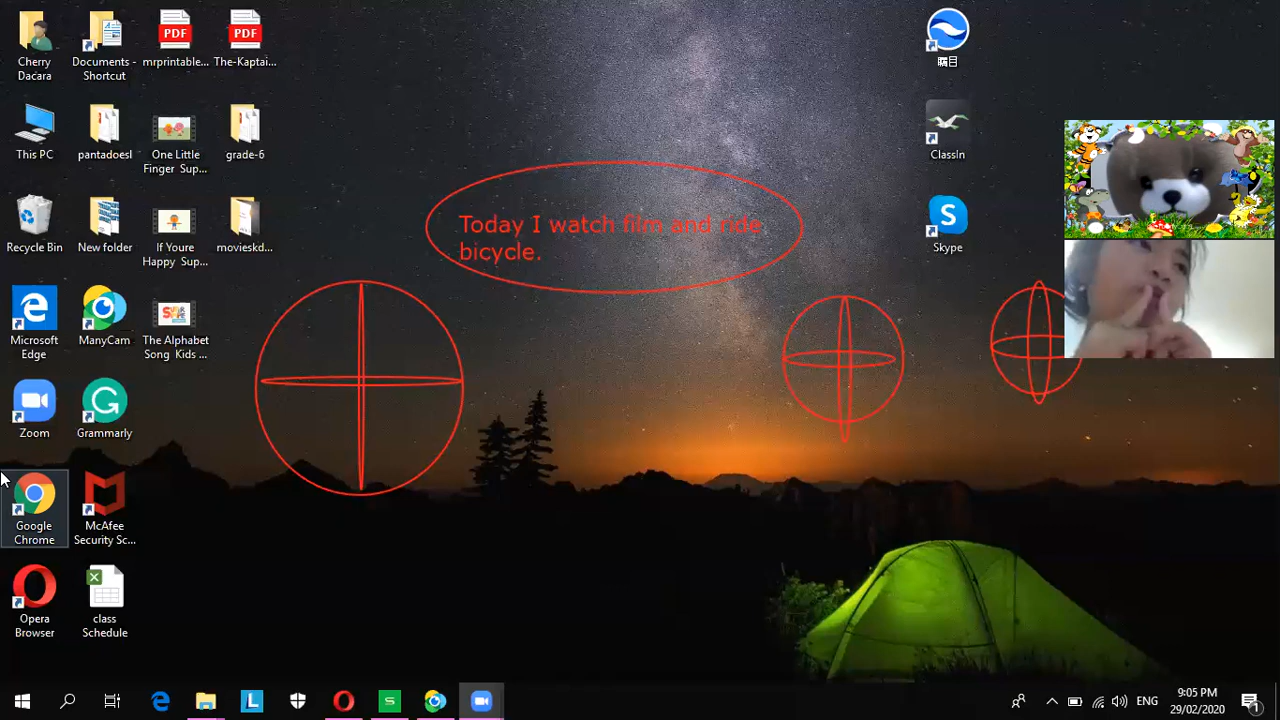 Cherry
Dacara
Documents -
Shortcut
mrprintable...
The-Kaptai...
This PC
pantadoesl
One Little
Finger Sup...
grade-6
Recycle Bin
New folder
If Youre
Happy Sup...
movieskd...
Microsoft
Edge
ManyCam
The Alphabet
Song Kids ...
Zoom
Grammarly
Google
Chrome
McAfee
Security Sc...
Opera
Browser
class
Schedule
PDF
PDF
Today I watch film and ride
bicycle.
ClassIn
Skype
ENG
9:05 PM
29/02/2020
1